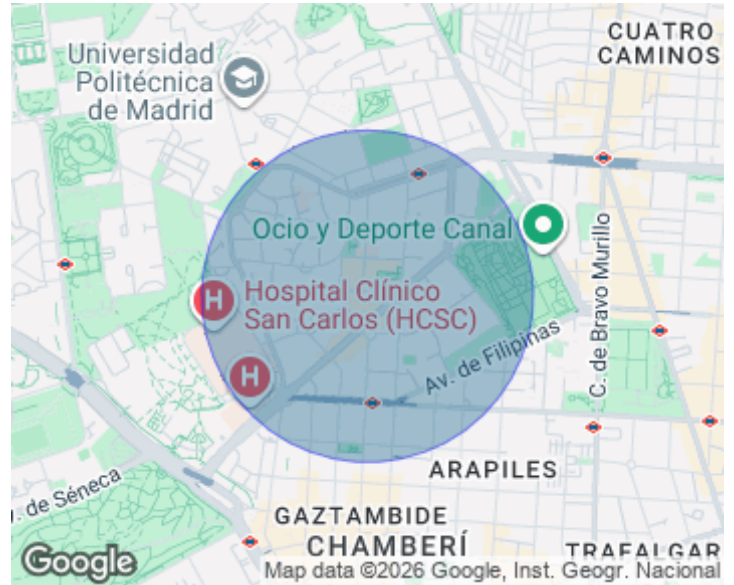 CUATRO
CAMINOS
Universidad
Politécnica
de Madrid
Ocio y Deporte Canal
Hospital Clínico
San Carlos (HCSC)
H
H
C. de Bravo Murillo
Av. de Filipinas
ARAPILES
. de Séneca
GAZTAMBIDE
CHAMBERÍ
TRAFALGAR
Google
Map data ©2026 Google, Inst. Geogr. Nacional